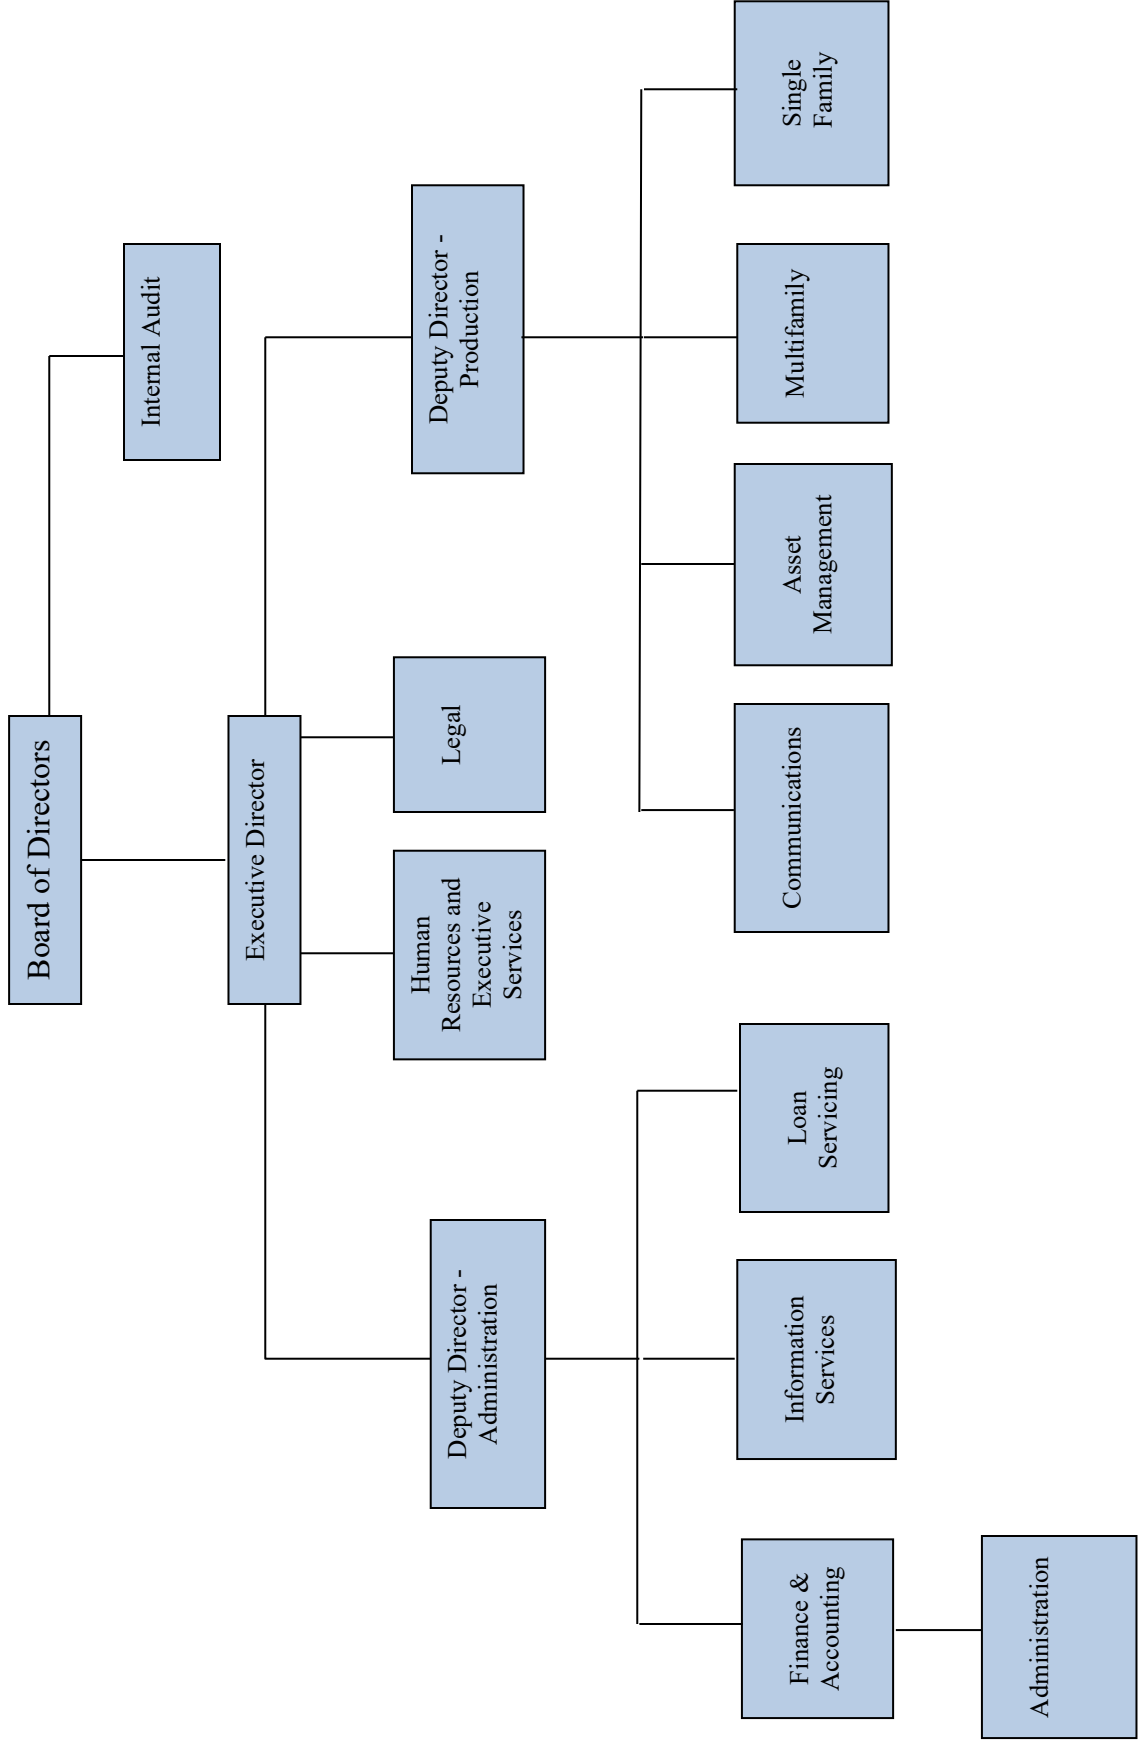 Board of Directors
Internal Audit
Executive Director
Deputy Director -
Administration
Human
Resources and
Executive
Services
Legal
Deputy Director -
Production
Finance &
Accounting
Information
Services
Loan
Servicing
Communications
Asset
Management
Multifamily
Single
Family
Administration